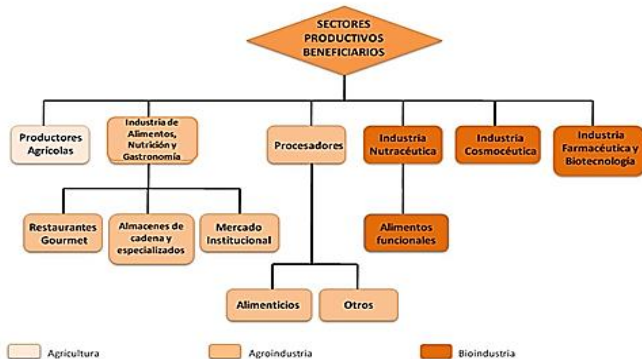 SECTORES
PRODUCTIVOS
BENEFICIARIOS
Productores
Agrícolas
Industria de
Alimentos,
Nutrición y
Gastronomía
Procesadores
Industria
Nutracéutica
Industria
Cosmocéutica
Industria
Farmacéutica y
Biotecnología
Restaurantes
Gourmet
Almacenes de
cadena y
especializados
Mercado
Institucional
Alimentos
funcionales
Alimenticios
Otros
Agricultura
Agroindustria
Bioindustria